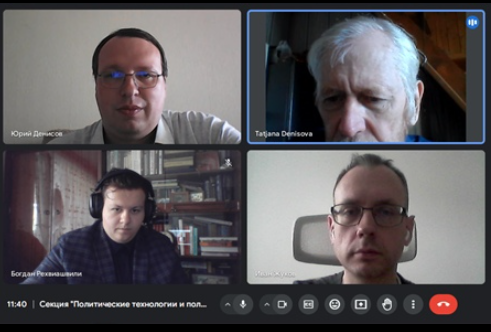 Юрий Денисов
Tatjana Denisova
Богдан Рехвиашвили
11:40 | Секция "Политические технологии и пол...